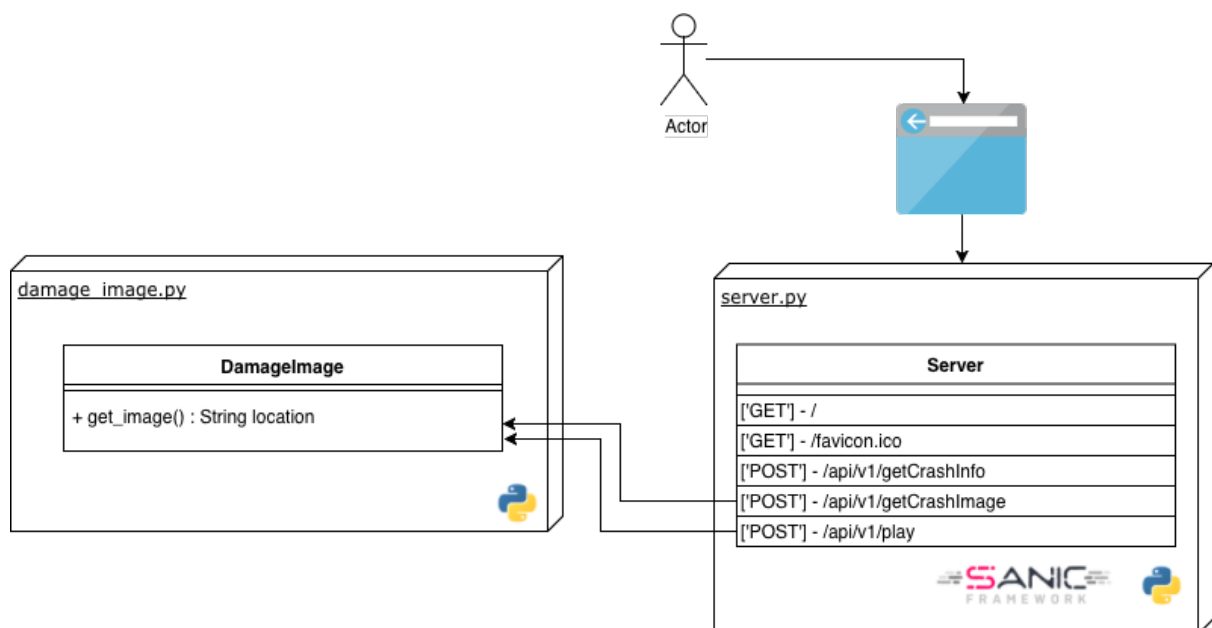 Actor
damage_image.py
DamageImage
+ get_image() : String location
server.py
Server
['GET'] - /
['GET'] - /favicon.ico
['POST'] - /api/v1/getCrashInfo
['POST'] - /api/v1/getCrashImage
['POST'] - /api/v1/play
SANIC
FRAMEWORK